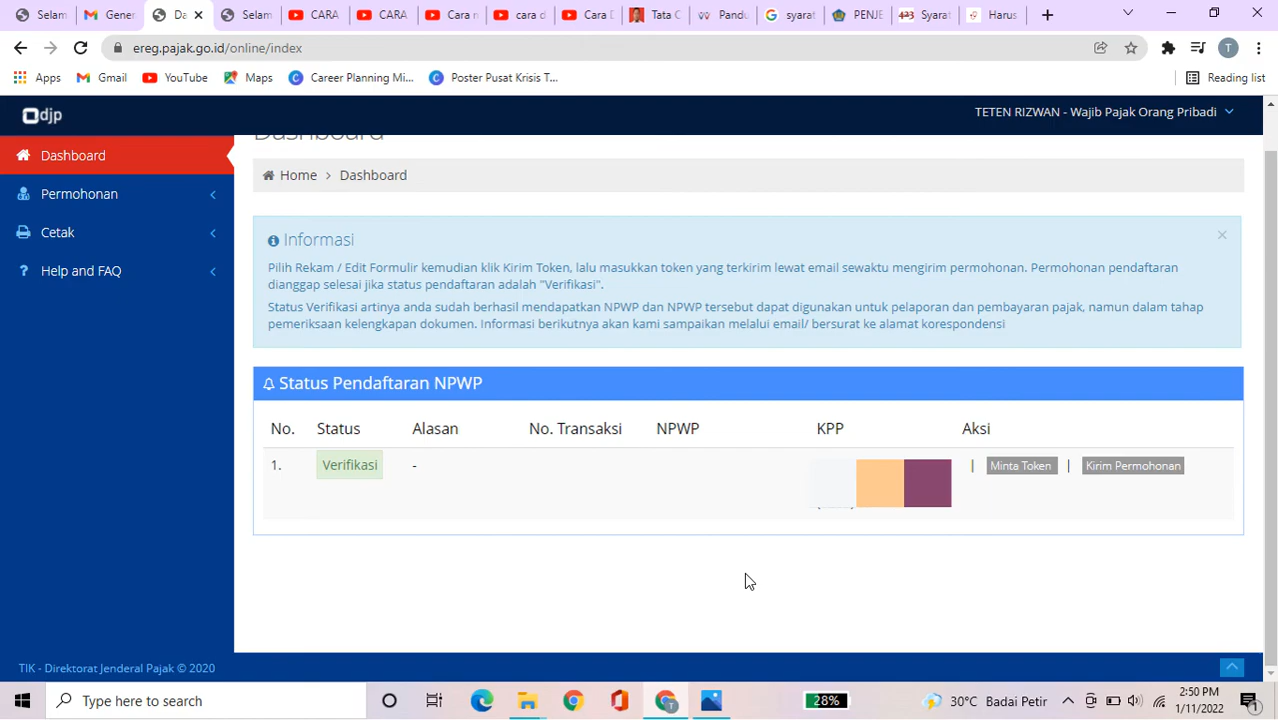 Selam
Gener
Da
Selam
CARA
CARA
Cara n
cara d
Cara D
Tata C
Pandu
syarat
PENJE
Syarat
Harus
ereg.pajak.go.id/online/index
T
Apps
Gmail
YouTube
Maps
Career Planning Mi...
Poster Pusat Krisis T...
Reading list
djp
TETEN RIZWAN - Wajib Pajak Orang Pribadi
Dashboard
Permohonan
Cetak
Help and FAQ
Dashboard
Home > Dashboard
Informasi
Pilih Rekam / Edit Formulir kemudian klik Kirim Token, lalu masukkan token yang terkirim lewat email sewaktu mengirim permohonan. Permohonan pendaftaran
dianggap selesai jika status pendaftaran adalah "Verifikasi".
Status Verifikasi artinya anda sudah berhasil mendapatkan NPWP dan NPWP tersebut dapat digunakan untuk pelaporan dan pembayaran pajak, namun dalam tahap
pemeriksaan kelengkapan dokumen. Informasi berikutnya akan kami sampaikan melalui email/ bersurat ke alamat korespondensi
Status Pendaftaran NPWP
No. Status Alasan No. Transaksi NPWP KPP Aksi
1. Verifikasi - | Minta Token | Kirim Permohonan
TIK - Direktorat Jenderal Pajak © 2020
Type here to search
28%
30°C Badai Petir
2:50 PM
1/11/2022